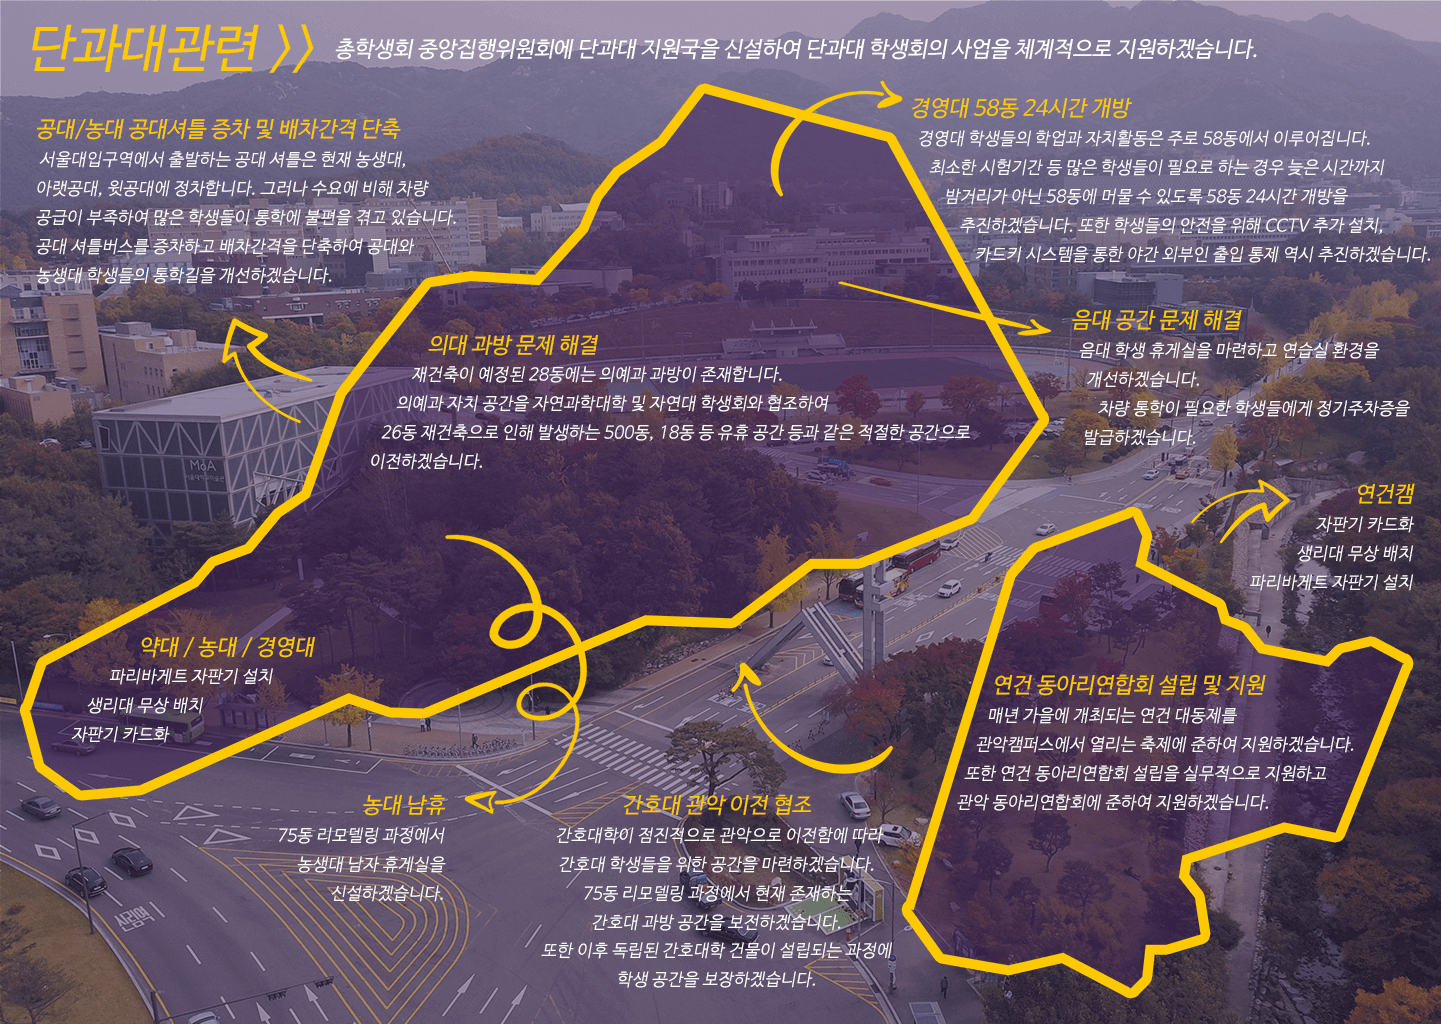 단과대관련 >> 총학생회 중앙집행위원회에 단과대 지원국을 신설하여 단과대 학생회의 사업을 체계적으로 지원하겠습니다.
공대/농대 공대셔틀 증차 및 배차간격 단축
서울대입구역에서 출발하는 공대 셔틀은 현재 농생대,
아랫공대, 윗공대에 정차합니다. 그러나 수요에 비해 차량
공급이 부족하여 많은 학생들이 통학에 불편을 겪고 있습니다.
공대 셔틀버스를 증차하고 배차간격을 단축하여 공대와
농생대 학생들의 통학길을 개선하겠습니다.
경영대 58동 24시간 개방
경영대 학생들의 학업과 자치활동은 주로 58동에서 이루어집니다.
최소한 시험기간 등 많은 학생들이 필요로 하는 경우 늦은 시간까지
밤거리가 아닌 58동에 머물 수 있도록 58동 24시간 개방을
추진하겠습니다. 또한 학생들의 안전을 위해 CCTV 추가 설치,
카드키 시스템을 통한 야간 외부인 출입 통제 역시 추진하겠습니다.
의대 과방 문제 해결
재건축이 예정된 28동에는 의예과 과방이 존재합니다.
의예과 자치 공간을 자연과학대학 및 자연대 학생회와 협조하여
26동 재건축으로 인해 발생하는 500동, 18동 등 유휴 공간 등과 같은 적절한 공간으로
이전하겠습니다.
음대 공간 문제 해결
음대 학생 휴게실을 마련하고 연습실 환경을
개선하겠습니다.
차량 통학이 필요한 학생들에게 정기주차증을
발급하겠습니다.
MoA
연건캠
자판기 카드화
생리대 무상 배치
파리바게트 자판기 설치
약대 / 농대 / 경영대
파리바게트 자판기 설치
생리대 무상 배치
자판기 카드화
연건 동아리연합회 설립 및 지원
매년 가을에 개최되는 연건 대동제를
관악캠퍼스에서 열리는 축제에 준하여 지원하겠습니다.
또한 연건 동아리연합회 설립을 실무적으로 지원하고
관악 동아리연합회에 준하여 지원하겠습니다.
농대 남휴
75동 리모델링 과정에서
농생대 남자 휴게실을
신설하겠습니다.
간호대 관악 이전 협조
간호대학이 점진적으로 관악으로 이전함에 따라
간호대 학생들을 위한 공간을 마련하겠습니다.
75동 리모델링 과정에서 현재 존재하는
간호대 과방 공간을 보전하겠습니다.
또한 이후 독립된 간호대학 건물이 설립되는 과정에
학생 공간을 보장하겠습니다.